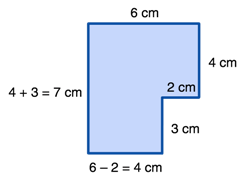 6 cm
4 cm
2 cm
4 + 3 = 7 cm
3 cm
6 – 2 = 4 cm